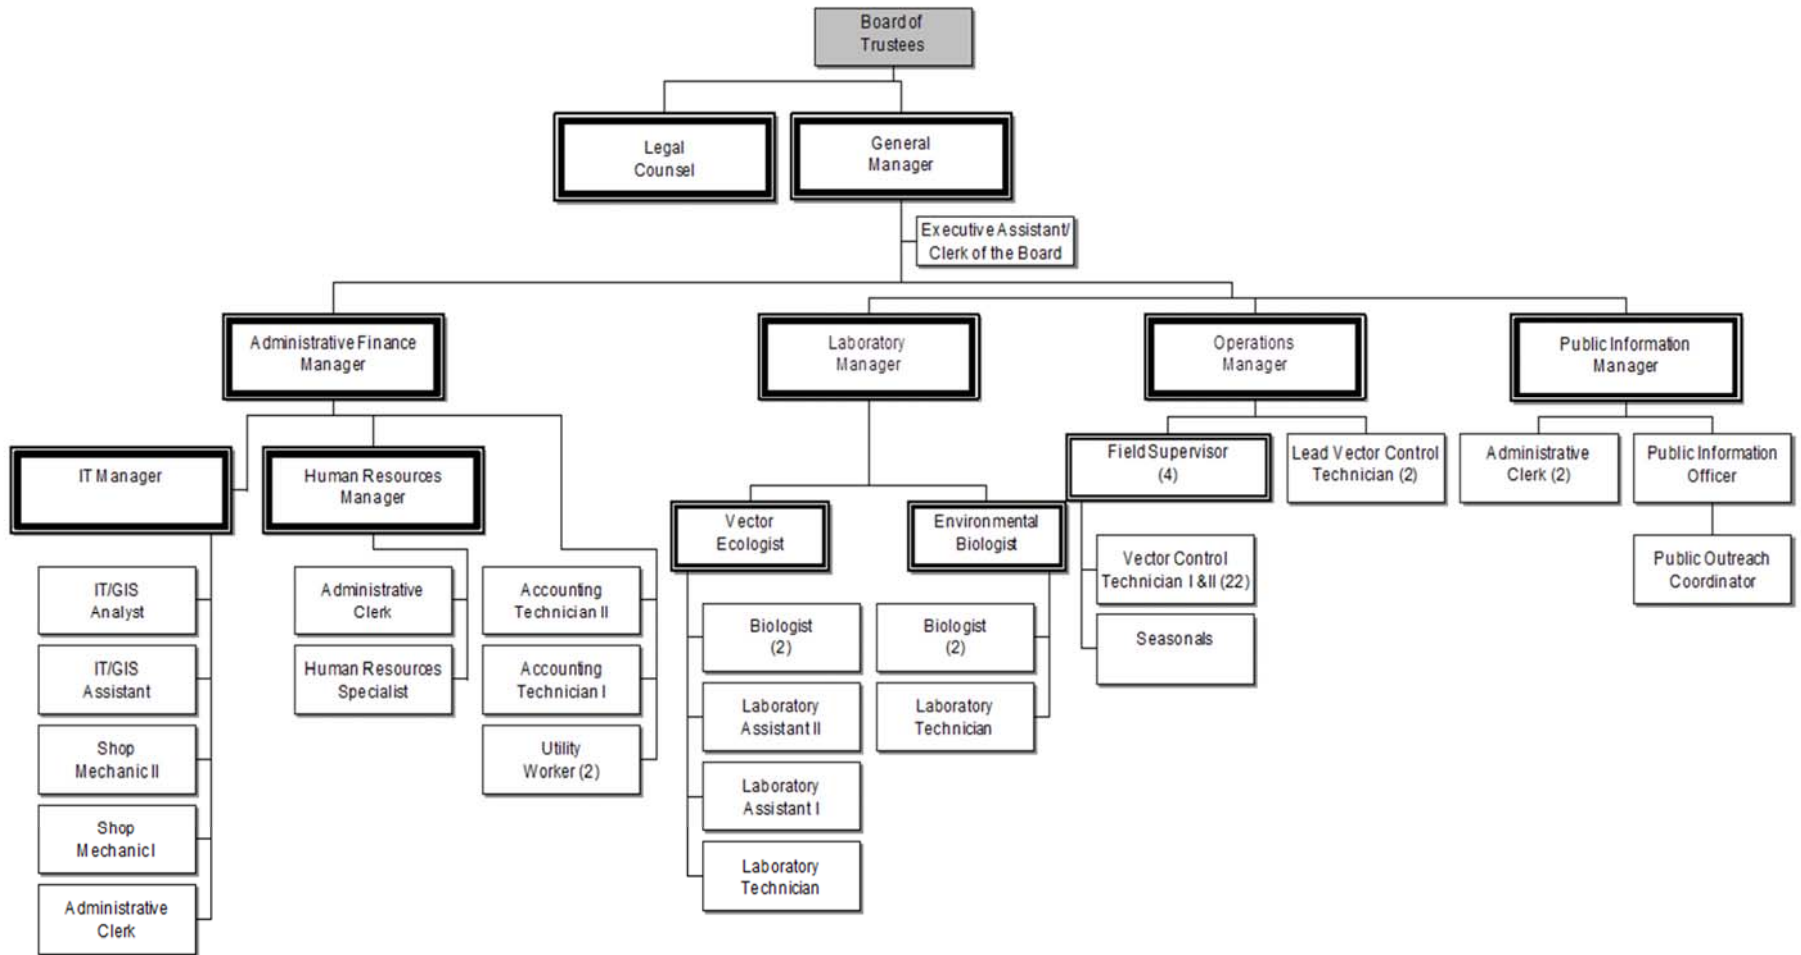 Board of
Trustees
Legal
Counsel
General
Manager
Executive Assistant/
Clerk of the Board
Administrative Finance
Manager
Laboratory
Manager
Operations
Manager
Public Information
Manager
IT Manager
Human Resources
Manager
Field Supervisor
(4)
Lead Vector Control
Technician (2)
Administrative
Clerk (2)
Public Information
Officer
Vector
Ecologist
Environmental
Biologist
Vector Control
Technician I & II (22)
Seasonals
Public Outreach
Coordinator
IT/GIS
Analyst
IT/GIS
Assistant
Shop
Mechanic II
Shop
Mechanic I
Administrative
Clerk
Administrative
Clerk
Human Resources
Specialist
Accounting
Technician II
Accounting
Technician I
Utility
Worker (2)
Biologist
(2)
Laboratory
Assistant II
Laboratory
Assistant I
Laboratory
Technician
Biologist
(2)
Laboratory
Technician